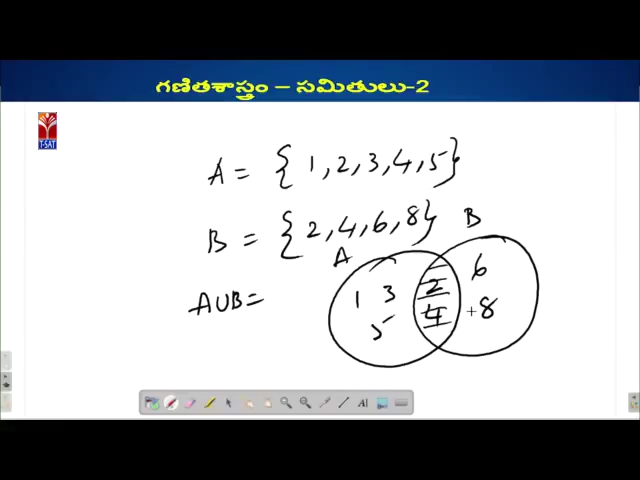 గణితశాస్త్రం – సమితులు-2
T-SAT
A = { 1, 2, 3, 4, 5 }
B = { 2, 4, 6, 8 }
A B
A∪B =
1 3 2 6
5 4 8